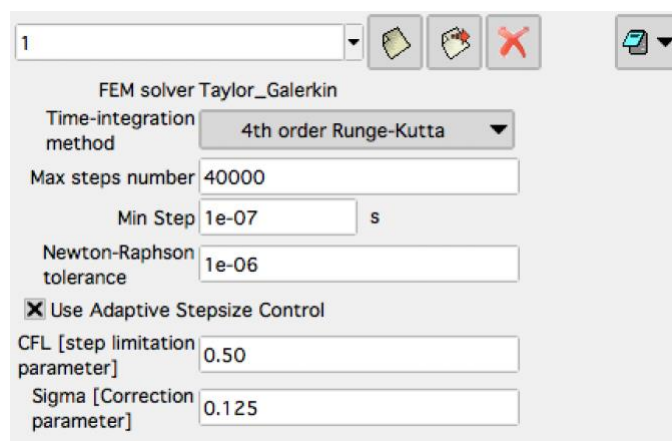 1
FEM solver Taylor_Galerkin
Time-integration
method
4th order Runge-Kutta
Max steps number 40000
Min Step 1e-07 s
Newton-Raphson
tolerance
1e-06
Use Adaptive Stepsize Control
CFL [step limitation
parameter]
0.50
Sigma [Correction
parameter]
0.125